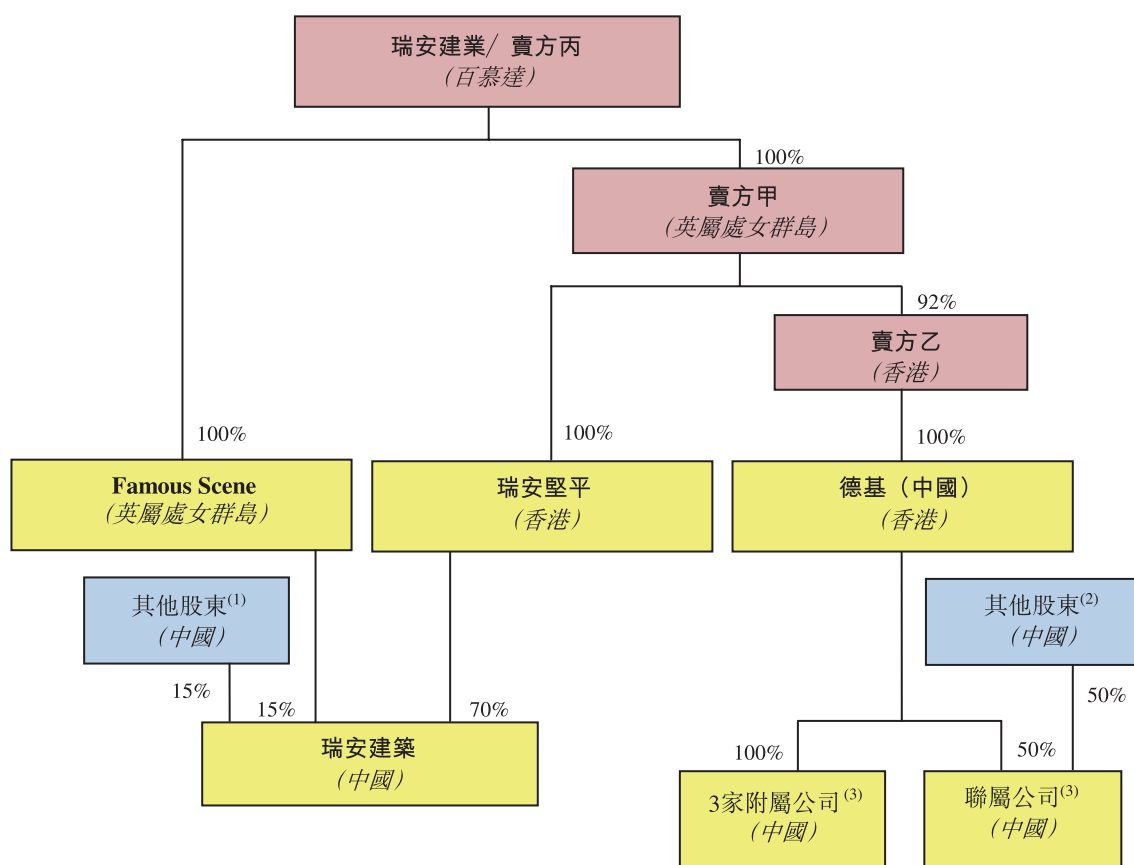 瑞安建業/ 賣方丙
(百慕達)
100%
賣方甲
(英屬處女群島)
92%
賣方乙
(香港)
100%
100%
100%
Famous Scene
(英屬處女群島)
瑞安堅平
(香港)
德基（中國）
(香港)
其他股東(1)
(中國)
其他股東(2)
(中國)
15%
15%
70%
50%
瑞安建築
(中國)
100%
50%
3家附屬公司(3)
(中國)
聯屬公司(3)
(中國)